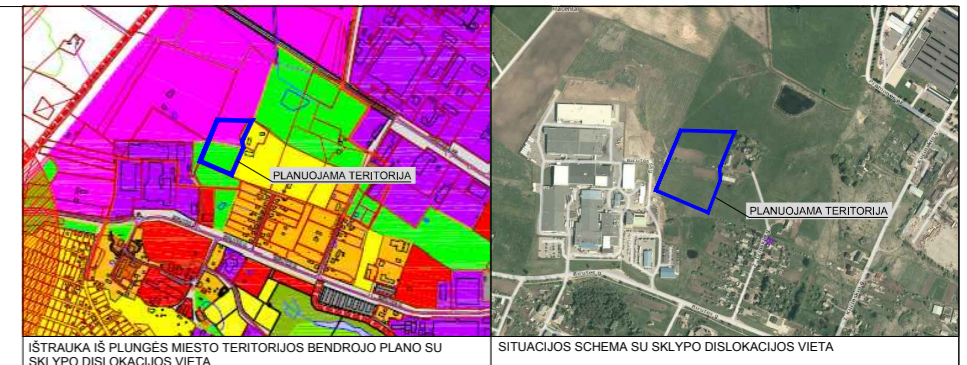 PLANUOJAMA TERITORIJA
PLANUOJAMA TERITORIJA
IŠTRAUKA IŠ PLUNGĖS MIESTO TERITORIJOS BENDROJO PLANO SU
SKLYPO DISLOKACIJOS VIETA
SITUACIJOS SCHEMA SU SKLYPO DISLOKACIJOS VIETA